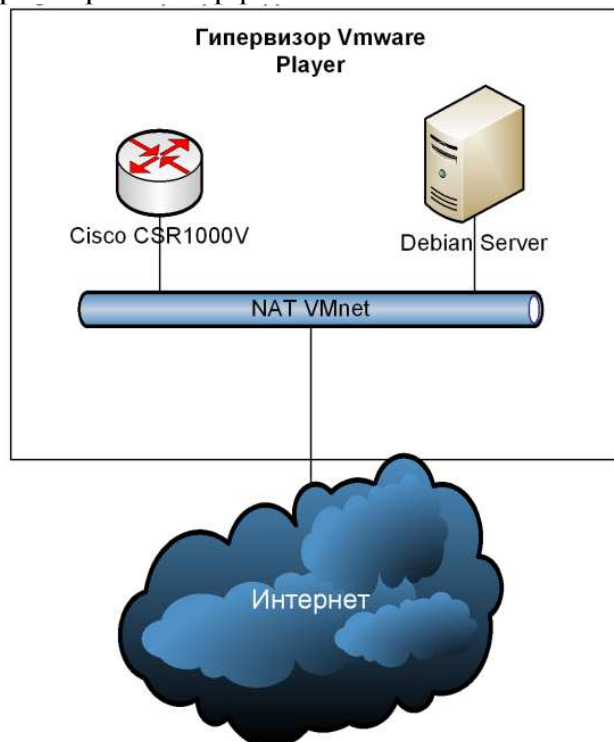 Гипервизор Vmware
Player
Cisco CSR1000V
Debian Server
NAT VMnet
Интернет